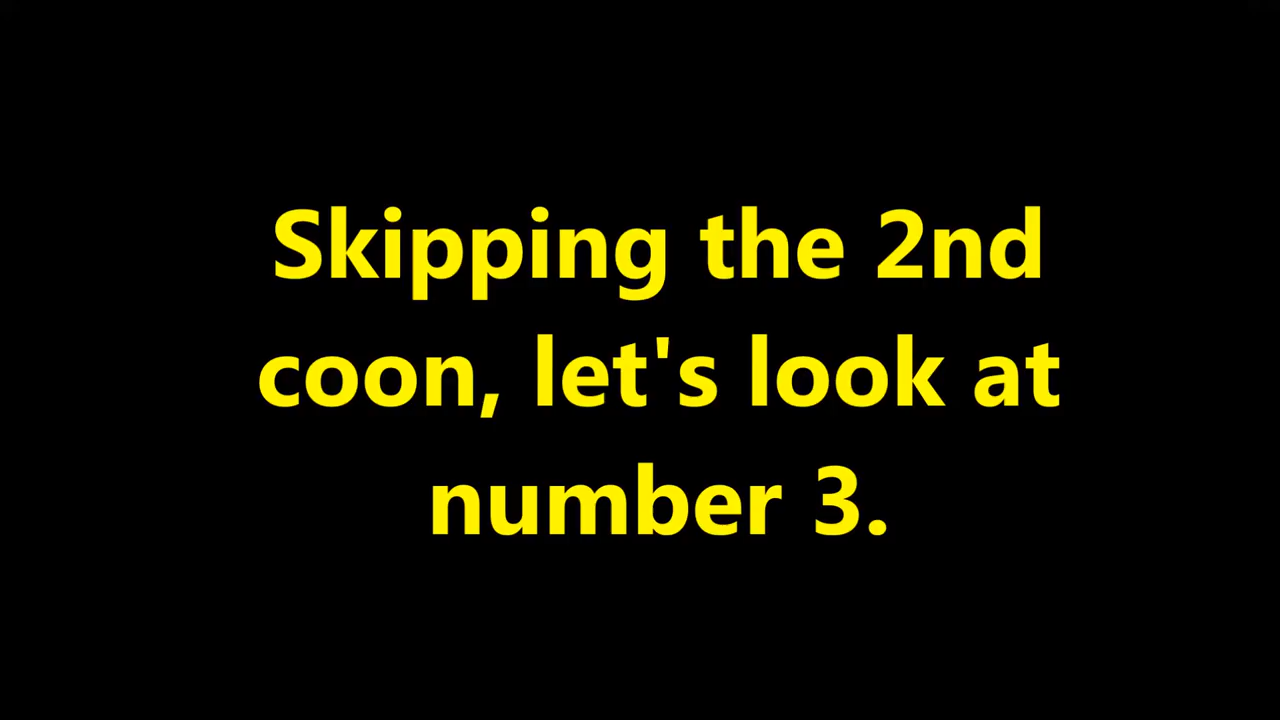 Skipping the 2nd
coon, let's look at
number 3.